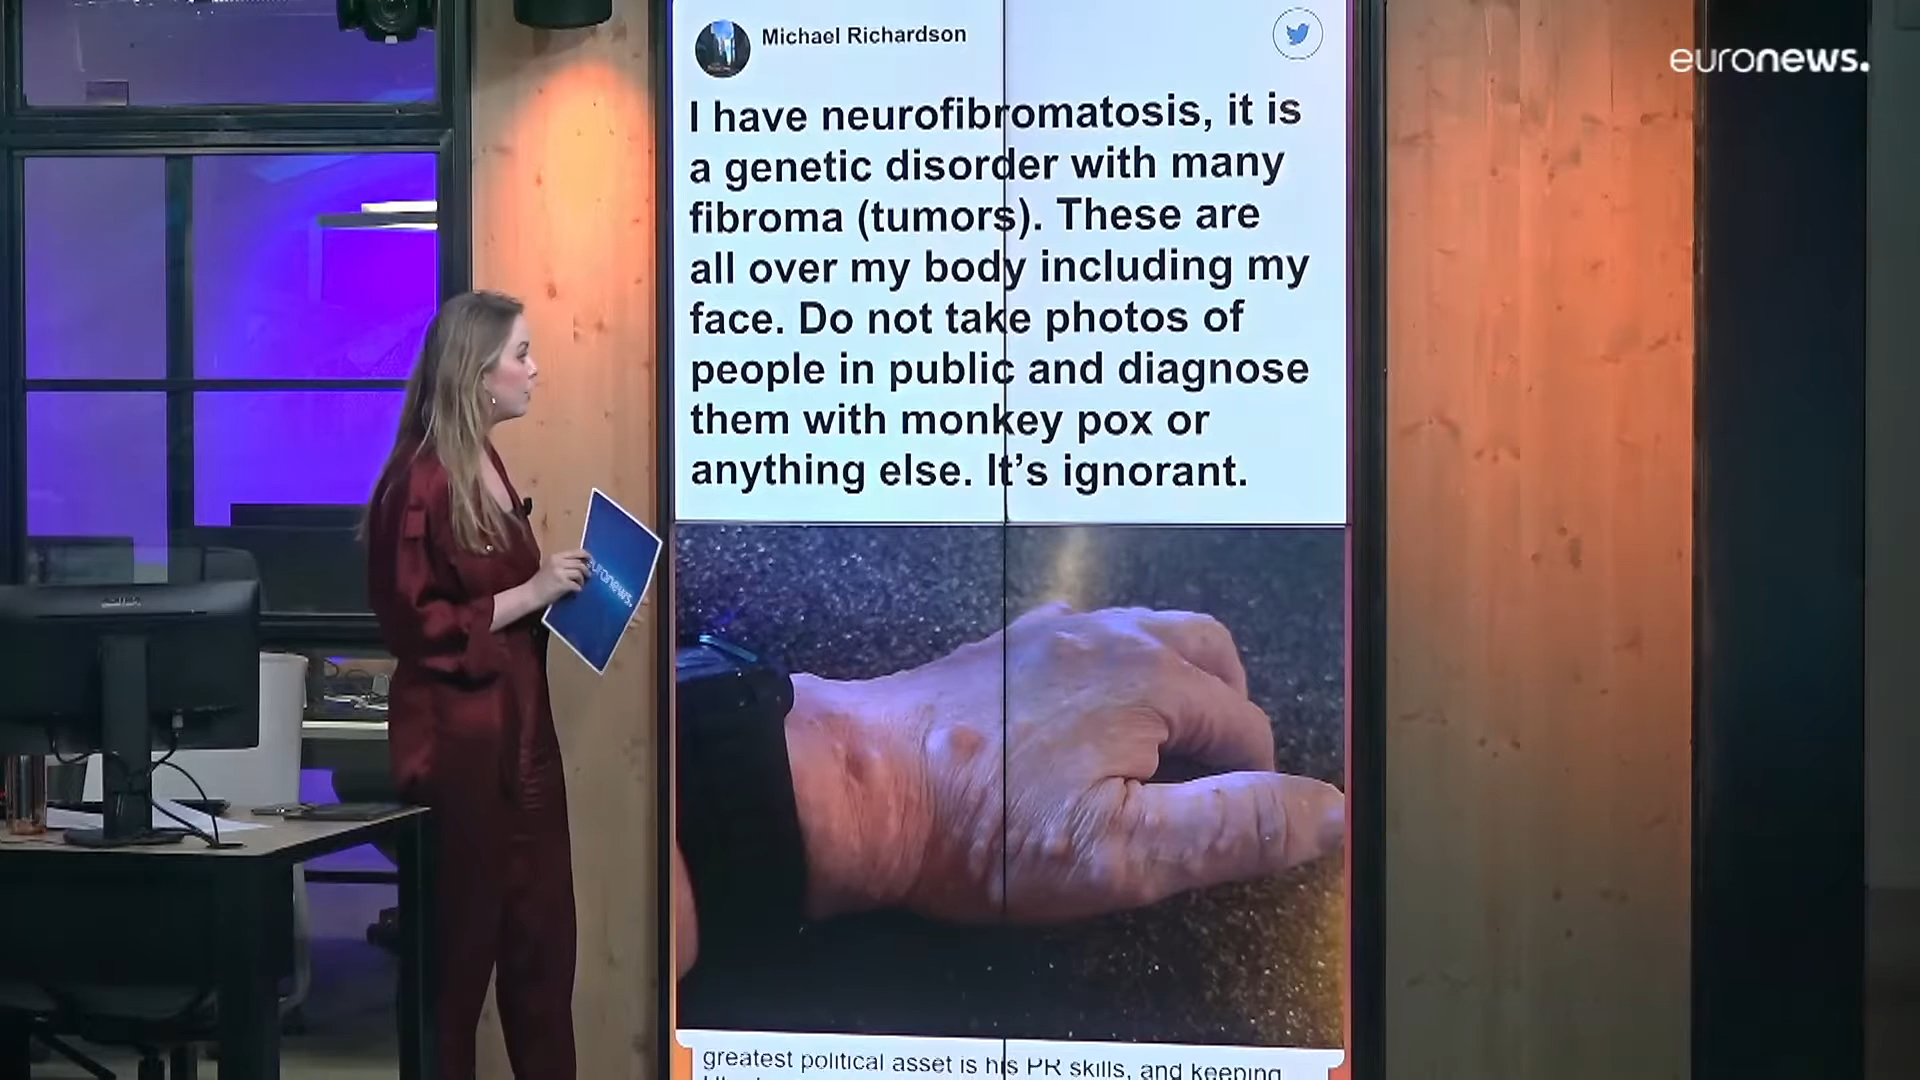 Michael Richardson
euronews.
I have neurofibromatosis, it is
a genetic disorder with many
fibroma (tumors). These are
all over my body including my
face. Do not take photos of
people in public and diagnose
them with monkey pox or
anything else. It’s ignorant.
euronews.
greatest political asset is his PR skills, and keeping